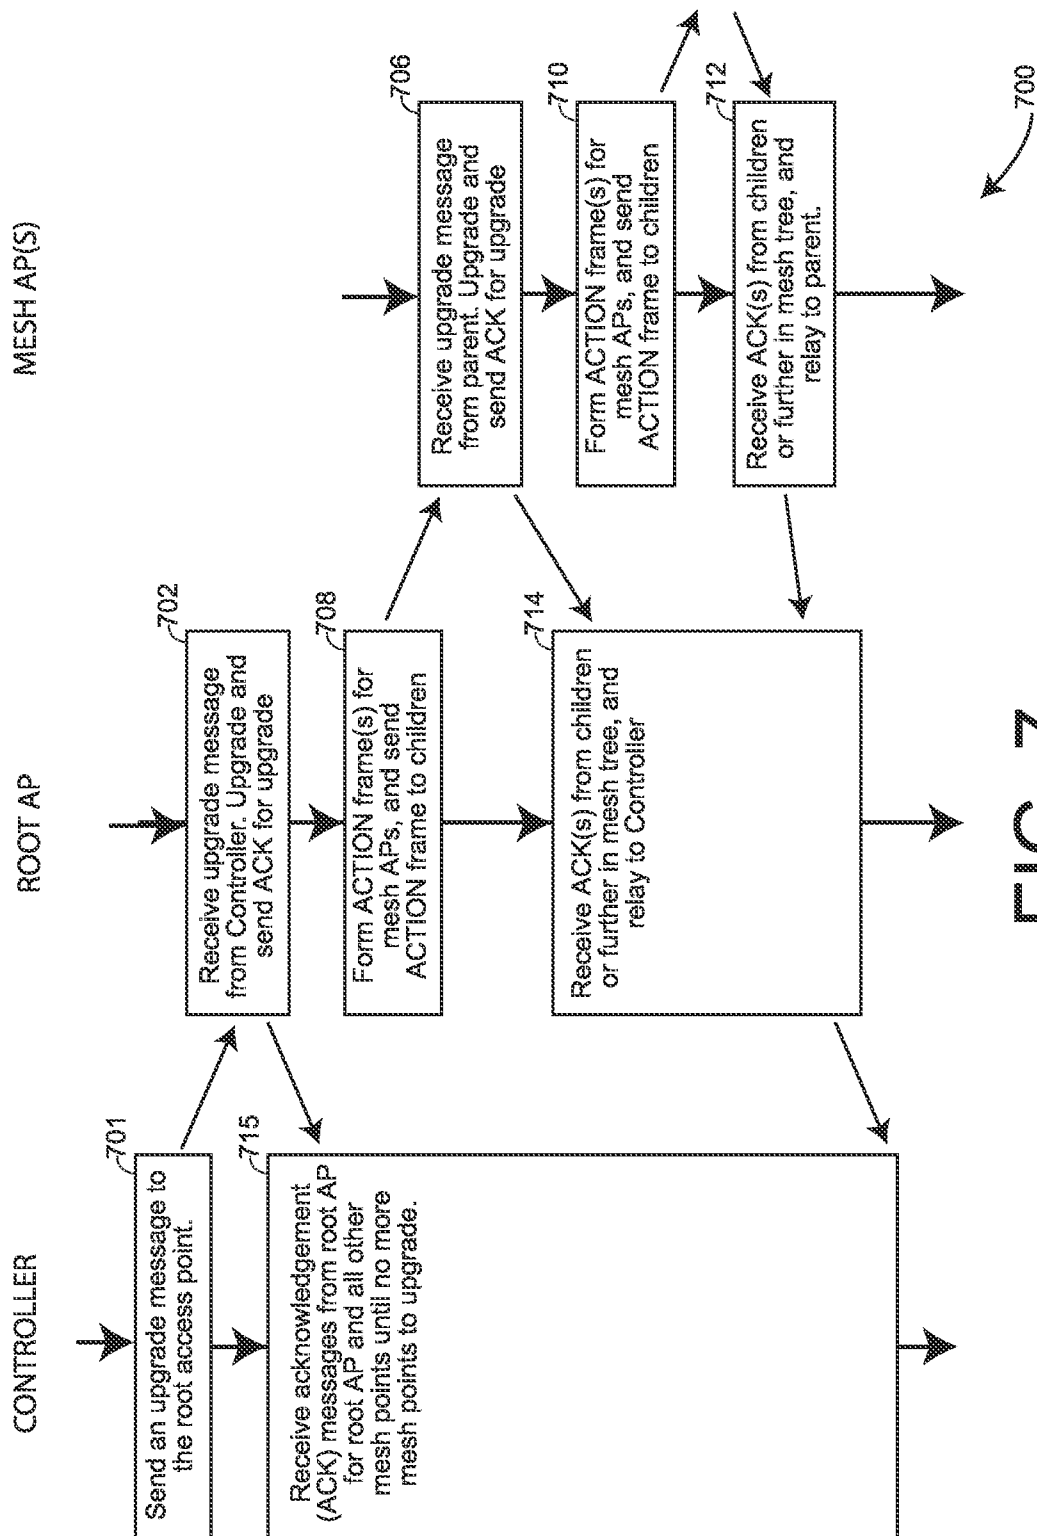 CONTROLLER
ROOT AP
MESH AP(S)
701
Send an upgrade message to
the root access point.
715
Receive acknowledgement
(ACK) messages from root AP
for root AP and all other
mesh points until no more
mesh points to upgrade.
702
Receive upgrade message
from Controller. Upgrade and
send ACK for upgrade
708
Form ACTION frame(s) for
mesh APs, and send
ACTION frame to children
714
Receive ACK(s) from children
or further in mesh tree, and
relay to Controller
706
Receive upgrade message
from parent. Upgrade and
send ACK for upgrade
710
Form ACTION frame(s) for
mesh APs, and send
ACTION frame to children
712
Receive ACK(s) from children
or further in mesh tree, and
relay to parent.
700
FIG. 7